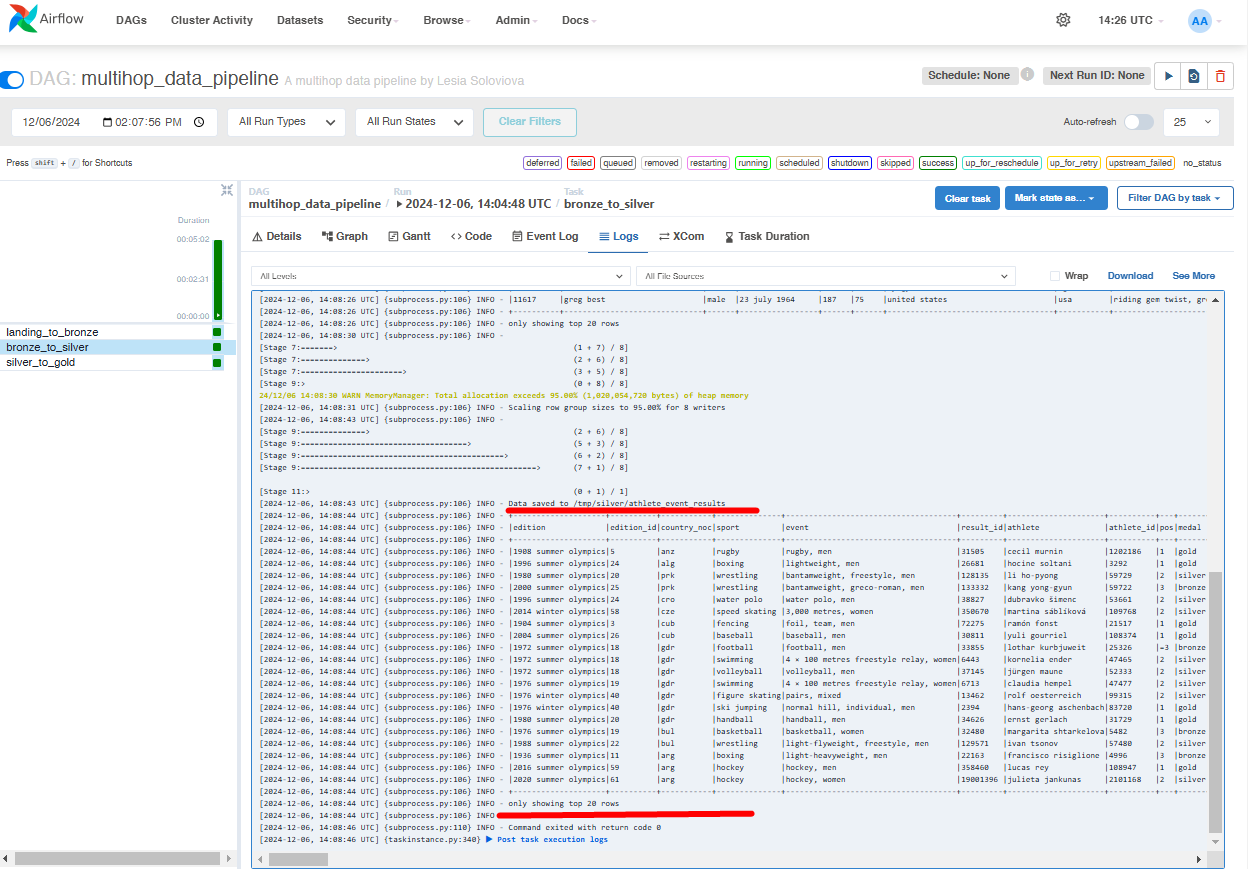 Airflow DAGs Cluster Activity Datasets Security Browse Admin Docs 14:26 UTC AA
DAG: multihop_data_pipeline A multihop data pipeline by Lesia Soloviova Schedule: None Next Run ID: None
12/06/2024 02:07:56 PM All Run Types All Run States Clear Filters Auto-refresh 25
Press shift + / for Shortcuts deferred failed queued removed restarting running scheduled shutdown skipped success up_for_reschedule up_for_retry upstream_failed no_status
DAG Run Task
multihop_data_pipeline / 2024-12-06, 14:04:48 UTC / bronze_to_silver Clear task Mark state as... Filter DAG by task
Duration
00:05:02
00:02:31
00:00:00
landing_to_bronze
bronze_to_silver
silver_to_gold
Details Graph Gantt Code Event Log Logs XCom Task Duration
All Levels All File Sources Wrap Download See More
[2024-12-06, 14:08:26 UTC] {subprocess.py:106} INFO - |11617 |greg best |male |23 july 1964 |187 |75 |united states |usa |riding gem twist, gr
[2024-12-06, 14:08:26 UTC] {subprocess.py:106} INFO -
[2024-12-06, 14:08:26 UTC] {subprocess.py:106} INFO - only showing top 20 rows
[2024-12-06, 14:08:30 UTC] {subprocess.py:106} INFO -
[Stage 7:=======> (1 + 7) / 8]
[Stage 7:==============> (2 + 6) / 8]
[Stage 7:======================> (3 + 5) / 8]
[Stage 9:> (0 + 8) / 8]
24/12/06 14:08:30 WARN MemoryManager: Total allocation exceeds 95.00% (1,020,054,720 bytes) of heap memory
[2024-12-06, 14:08:31 UTC] {subprocess.py:106} INFO - Scaling row group sizes to 95.00% for 8 writers
[2024-12-06, 14:08:43 UTC] {subprocess.py:106} INFO -
[Stage 9:==============> (2 + 6) / 8]
[Stage 9:====================================> (5 + 3) / 8]
[Stage 9:===========================================> (6 + 2) / 8]
[Stage 9:==================================================> (7 + 1) / 8]
[Stage 11:> (0 + 1) / 1]
[2024-12-06, 14:08:43 UTC] {subprocess.py:106} INFO - Data saved to /tmp/silver/athlete_event_results
[2024-12-06, 14:08:44 UTC] {subprocess.py:106} INFO -
[2024-12-06, 14:08:44 UTC] {subprocess.py:106} INFO - |edition |edition_id|country_noc|sport |event |result_id|athlete |athlete_id|pos|medal
[2024-12-06, 14:08:44 UTC] {subprocess.py:106} INFO -
[2024-12-06, 14:08:44 UTC] {subprocess.py:106} INFO - |1908 summer olympics|5 |anz |rugby |rugby, men |31505 |cecil murnin |1202186 |1 |gold
[2024-12-06, 14:08:44 UTC] {subprocess.py:106} INFO - |1996 summer olympics|24 |alg |boxing |lightweight, men |26681 |hocine soltani |3292 |1 |gold
[2024-12-06, 14:08:44 UTC] {subprocess.py:106} INFO - |1980 summer olympics|20 |prk |wrestling |bantamweight, freestyle, men |128135 |li ho-pyong |59729 |2 |silver
[2024-12-06, 14:08:44 UTC] {subprocess.py:106} INFO - |2000 summer olympics|25 |prk |wrestling |bantamweight, greco-roman, men |133332 |kang yong-gyun |59722 |3 |bronze
[2024-12-06, 14:08:44 UTC] {subprocess.py:106} INFO - |1996 summer olympics|24 |cro |water polo |water polo, men |38827 |dubravko šimenc |53661 |2 |silver
[2024-12-06, 14:08:44 UTC] {subprocess.py:106} INFO - |2014 winter olympics|58 |cze |speed skating |3,000 metres, women |350670 |martina sáblíková |109768 |2 |silver
[2024-12-06, 14:08:44 UTC] {subprocess.py:106} INFO - |1904 summer olympics|3 |cub |fencing |foil, team, men |72275 |ramón fonst |21517 |1 |gold
[2024-12-06, 14:08:44 UTC] {subprocess.py:106} INFO - |2004 summer olympics|26 |cub |baseball |baseball, men |30811 |yuli gourriel |108374 |1 |gold
[2024-12-06, 14:08:44 UTC] {subprocess.py:106} INFO - |1972 summer olympics|18 |gdr |football |football, men |33855 |lothar kurbjuweit |25326 |=3 |bronze
[2024-12-06, 14:08:44 UTC] {subprocess.py:106} INFO - |1972 summer olympics|18 |gdr |swimming |4 × 100 metres freestyle relay, women|6443 |kornelia ender |47465 |2 |silver
[2024-12-06, 14:08:44 UTC] {subprocess.py:106} INFO - |1972 summer olympics|18 |gdr |volleyball |volleyball, men |37145 |jürgen maune |52333 |2 |silver
[2024-12-06, 14:08:44 UTC] {subprocess.py:106} INFO - |1976 summer olympics|19 |gdr |swimming |4 × 100 metres freestyle relay, women|6713 |claudia hempel |47477 |2 |silver
[2024-12-06, 14:08:44 UTC] {subprocess.py:106} INFO - |1976 winter olympics|40 |gdr |figure skating|pairs, mixed |13462 |rolf oesterreich |99315 |2 |silver
[2024-12-06, 14:08:44 UTC] {subprocess.py:106} INFO - |1976 winter olympics|40 |gdr |ski jumping |normal hill, individual, men |2394 |hans-georg aschenbach|83720 |1 |gold
[2024-12-06, 14:08:44 UTC] {subprocess.py:106} INFO - |1980 summer olympics|20 |gdr |handball |handball, men |34626 |ernst gerlach |31729 |1 |gold
[2024-12-06, 14:08:44 UTC] {subprocess.py:106} INFO - |1976 summer olympics|19 |bul |basketball |basketball, women |32480 |margarita shtarkelova|5482 |3 |bronze
[2024-12-06, 14:08:44 UTC] {subprocess.py:106} INFO - |1988 summer olympics|22 |bul |wrestling |light-flyweight, freestyle, men |129571 |ivan tsonov |57480 |2 |silver
[2024-12-06, 14:08:44 UTC] {subprocess.py:106} INFO - |1936 summer olympics|11 |arg |boxing |light-heavyweight, men |22163 |francisco risiglione |4996 |3 |bronze
[2024-12-06, 14:08:44 UTC] {subprocess.py:106} INFO - |2016 summer olympics|59 |arg |hockey |hockey, men |358460 |lucas rey |108947 |1 |gold
[2024-12-06, 14:08:44 UTC] {subprocess.py:106} INFO - |2020 summer olympics|61 |arg |hockey |hockey, women |19001396 |julieta jankunas |2101168 |2 |silver
[2024-12-06, 14:08:44 UTC] {subprocess.py:106} INFO -
[2024-12-06, 14:08:44 UTC] {subprocess.py:106} INFO - only showing top 20 rows
[2024-12-06, 14:08:44 UTC] {subprocess.py:106} INFO
[2024-12-06, 14:08:46 UTC] {subprocess.py:110} INFO - Command exited with return code 0
[2024-12-06, 14:08:46 UTC] {taskinstance.py:340} ▶ Post task execution logs